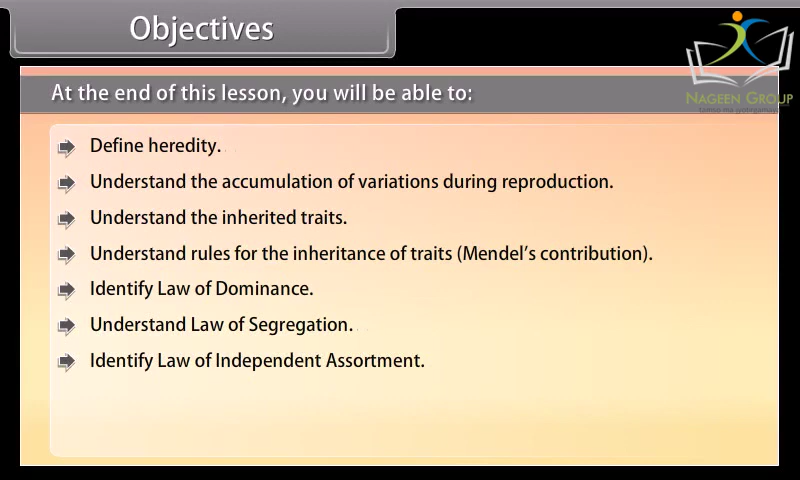 Objectives
NAGEEN GROUP
At the end of this lesson, you will be able to:
Define heredity.
Understand the accumulation of variations during reproduction.
Understand the inherited traits.
Understand rules for the inheritance of traits (Mendel's contribution).
Identify Law of Dominance.
Understand Law of Segregation.
Identify Law of Independent Assortment.